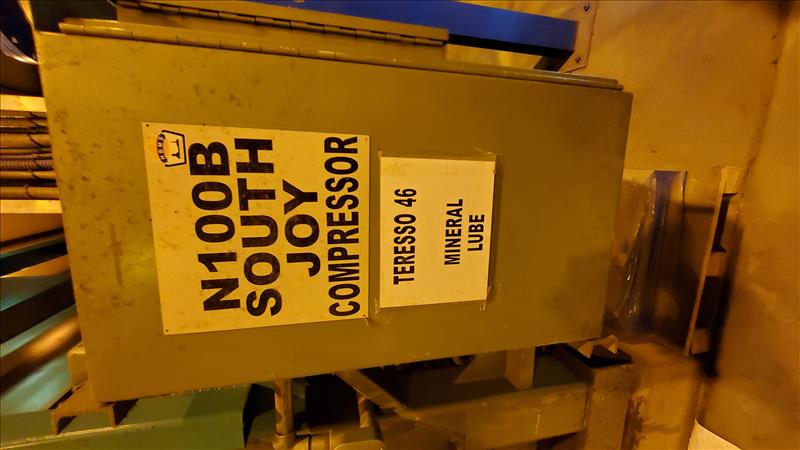 N100B
SOUTH
JOY
COMPRESSOR
TERESSO 46
MINERAL
LUBE